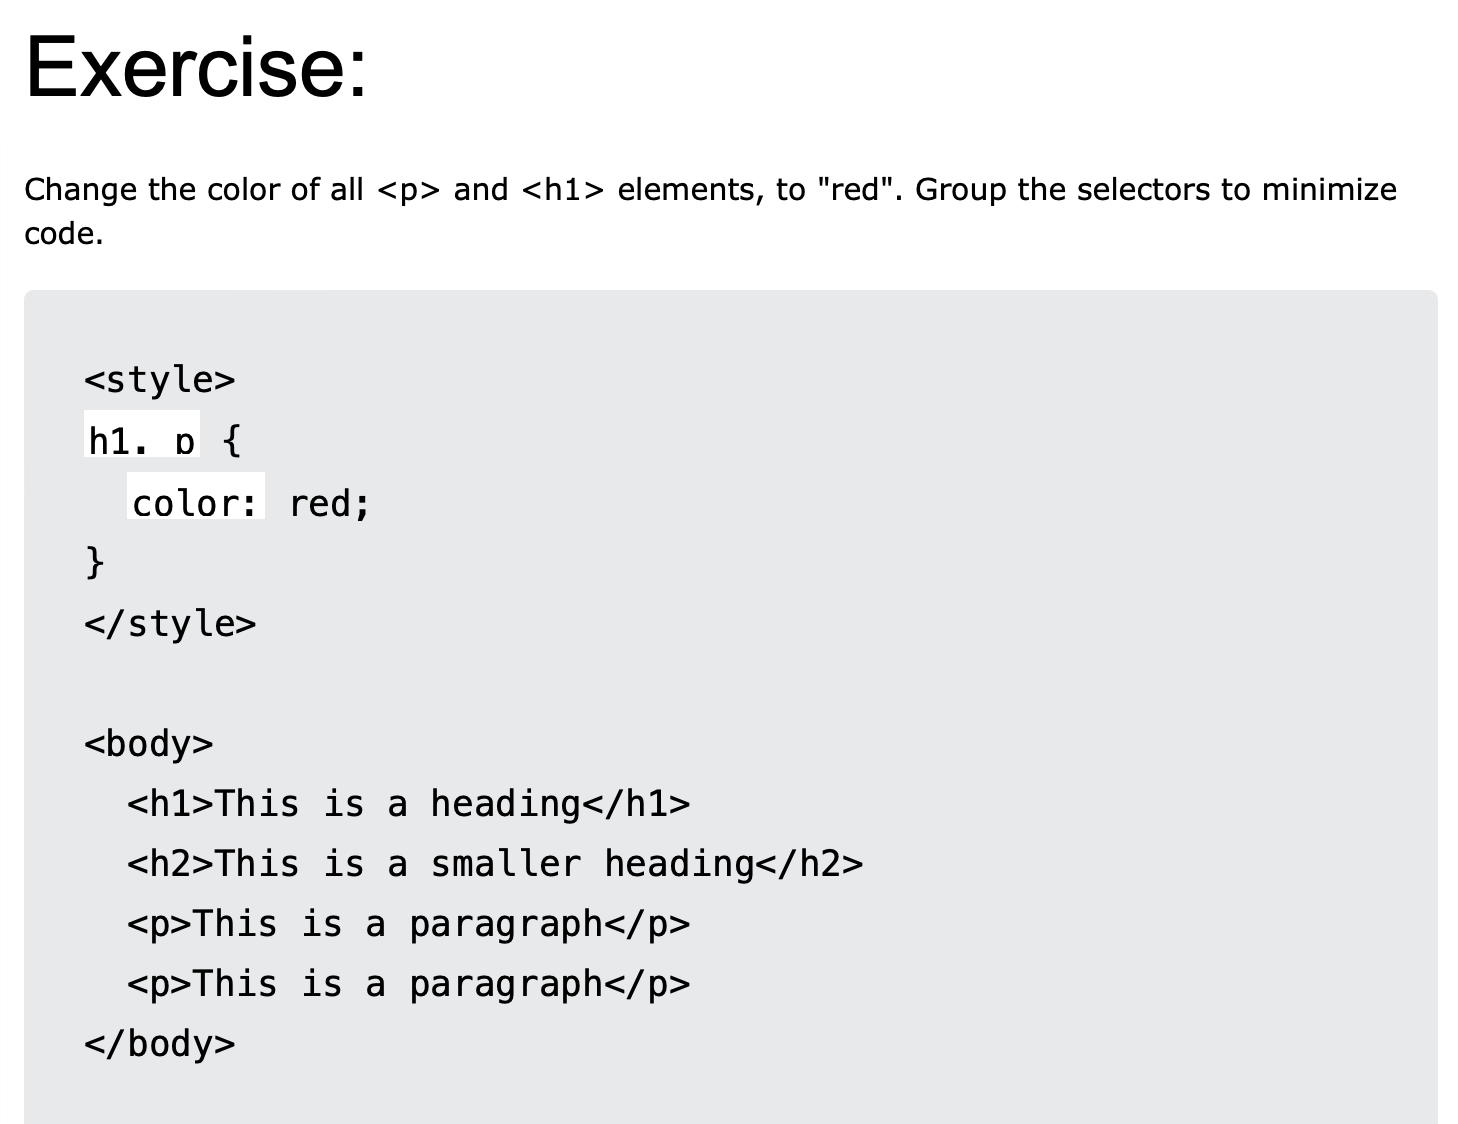 Exercise:
Change the color of all <p> and <h1> elements, to "red". Group the selectors to minimize
code.
<style>
h1, p {
color: red;
}
</style>
<body>
<h1>This is a heading</h1>
<h2>This is a smaller heading</h2>
<p>This is a paragraph</p>
<p>This is a paragraph</p>
</body>